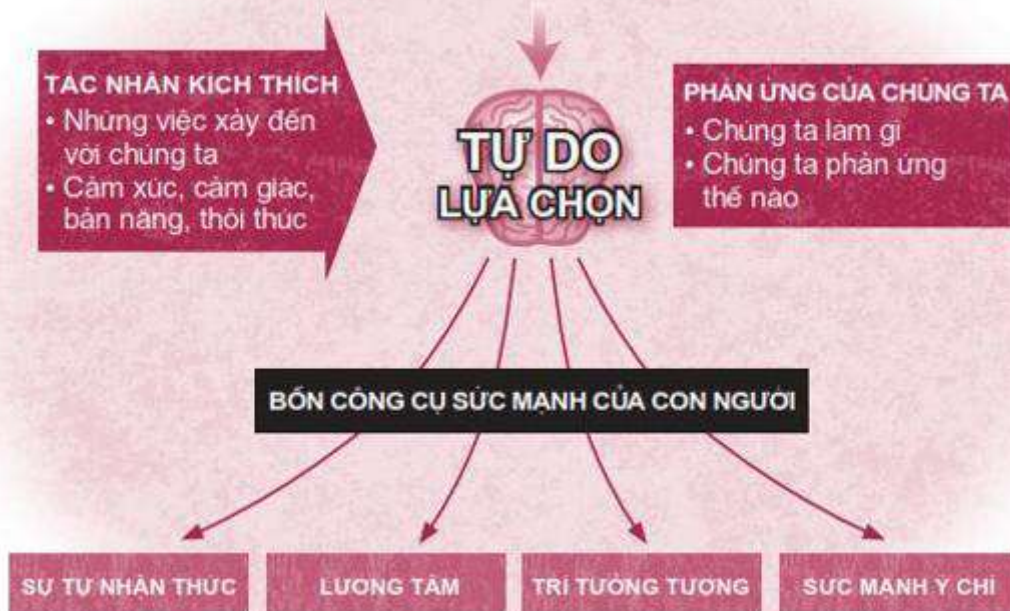 TÁC NHÂN KÍCH THÍCH
• Những việc xảy đến
với chúng ta
• Cảm xúc, cảm giác,
bản năng, thôi thúc
TỰ DO
LỰA CHỌN
PHẢN ỨNG CỦA CHÚNG TA
• Chúng ta làm gì
• Chúng ta phản ứng
thế nào
BỐN CÔNG CỤ SỨC MẠNH CỦA CON NGƯỜI
SỰ TỰ NHẬN THỨC
LƯƠNG TÂM
TRÍ TƯỞNG TƯỢNG
SỨC MẠNH Ý CHÍ